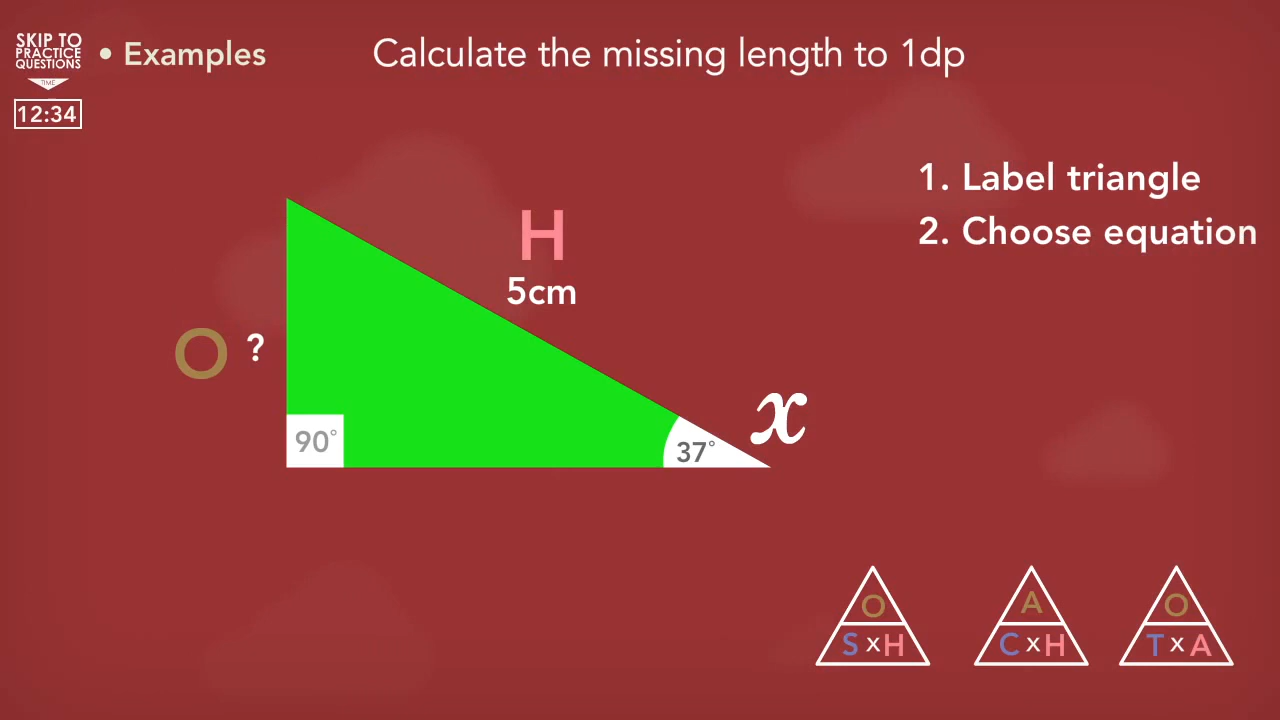 SKIP TO
PRACTICE
QUESTIONS
TIME
12:34
• Examples
Calculate the missing length to 1dp
1. Label triangle
2. Choose equation
H
5cm
O ?
x
90°
37°
O
S x H
A
C x H
O
T x A